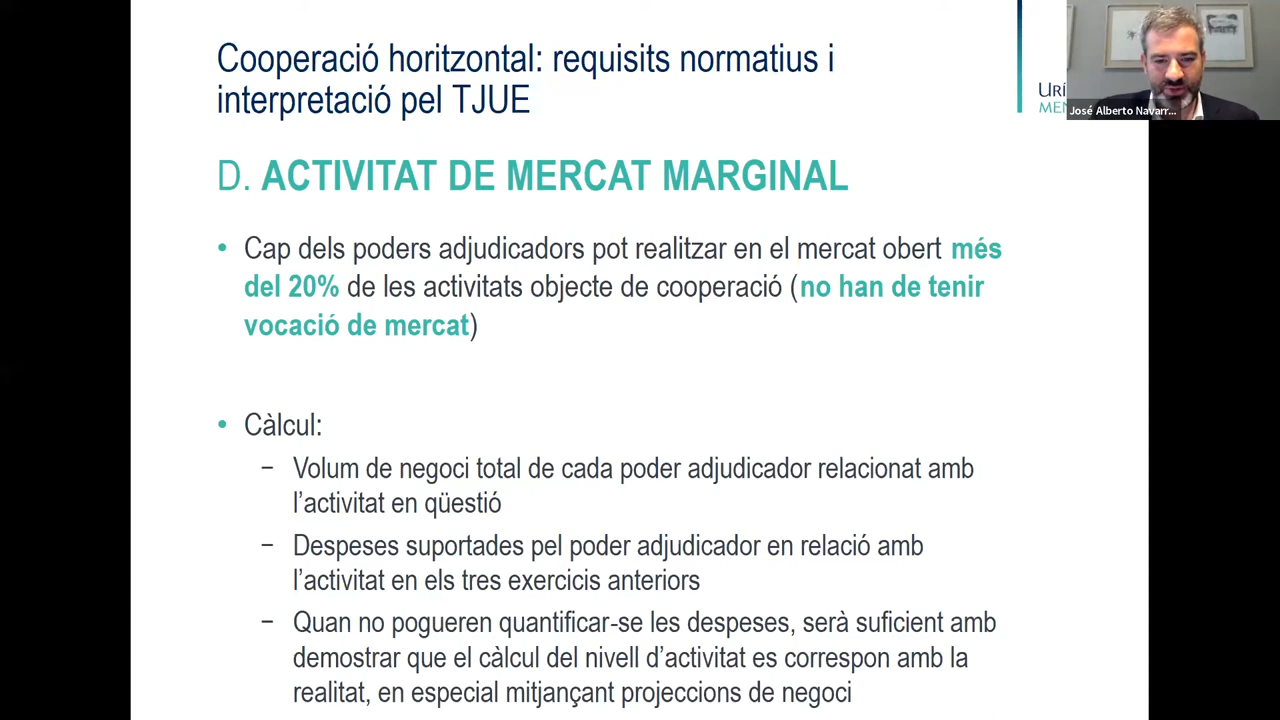 Cooperació horitzontal: requisits normatius i
interpretació pel TJUE
URÍ
MEN
José Alberto Navarr...
D. ACTIVITAT DE MERCAT MARGINAL
• Cap dels poders adjudicadors pot realitzar en el mercat obert més
del 20% de les activitats objecte de cooperació (no han de tenir
vocació de mercat)
• Càlcul:
− Volum de negoci total de cada poder adjudicador relacionat amb
l’activitat en qüestió
− Despeses suportades pel poder adjudicador en relació amb
l’activitat en els tres exercicis anteriors
− Quan no pogueren quantificar-se les despeses, serà suficient amb
demostrar que el càlcul del nivell d’activitat es correspon amb la
realitat, en especial mitjançant projeccions de negoci